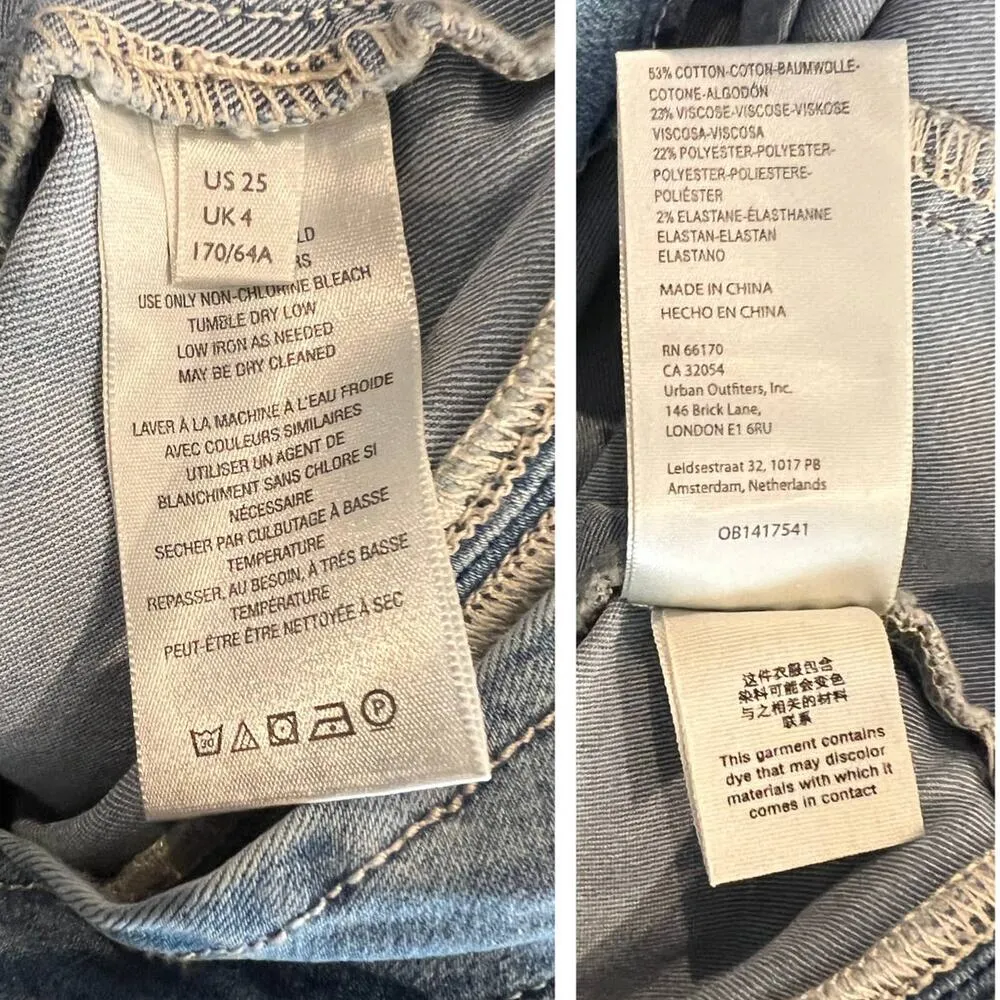 US 25
UK 4
170/64A
LD
RS
USE ONLY NON-CHLORINE BLEACH
TUMBLE DRY LOW
LOW IRON AS NEEDED
MAY BE DRY CLEANED
LAVER À LA MACHINE À L'EAU FROIDE
AVEC COULEURS SIMILAIRES
UTILISER UN AGENT DE
BLANCHIMENT SANS CHLORE SI
NÉCESSAIRE
SECHER PAR CULBUTAGE À BASSE
TEMPERATURE
REPASSER, AU BESOIN, À TRÉS BASSE
TEMPÉRATURE
PEUT-ÉTRE ÊTRE NETTOYÉE À SEC
30
P
53% COTTON-COTON-BAUMWOLLE-
COTONE-ALGODÓN
23% VISCOSE-VISCOSE-VISKOSE
VISCOSA-VISCOSA
22% POLYESTER-POLYESTER-
POLYESTER-POLIESTERE-
POLIÉSTER
2% ELASTANE-ÉLASTHANNE
ELASTAN-ELASTAN
ELASTANO
MADE IN CHINA
HECHO EN CHINA
RN 66170
CA 32054
Urban Outfitters, Inc.
146 Brick Lane,
LONDON E1 6RU
Leidsestraat 32, 1017 PB
Amsterdam, Netherlands
OB1417541
这件衣服包含
染料可能会变色
与之相关的材料
联系
This garment contains
dye that may discolor
materials with which it
comes in contact